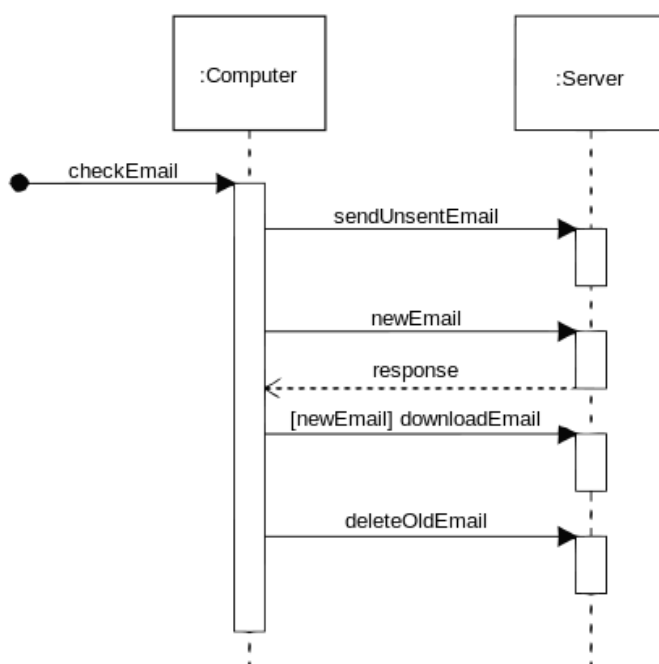 :Computer
:Server
checkEmail
sendUnsentEmail
newEmail
response
[newEmail] downloadEmail
deleteOldEmail